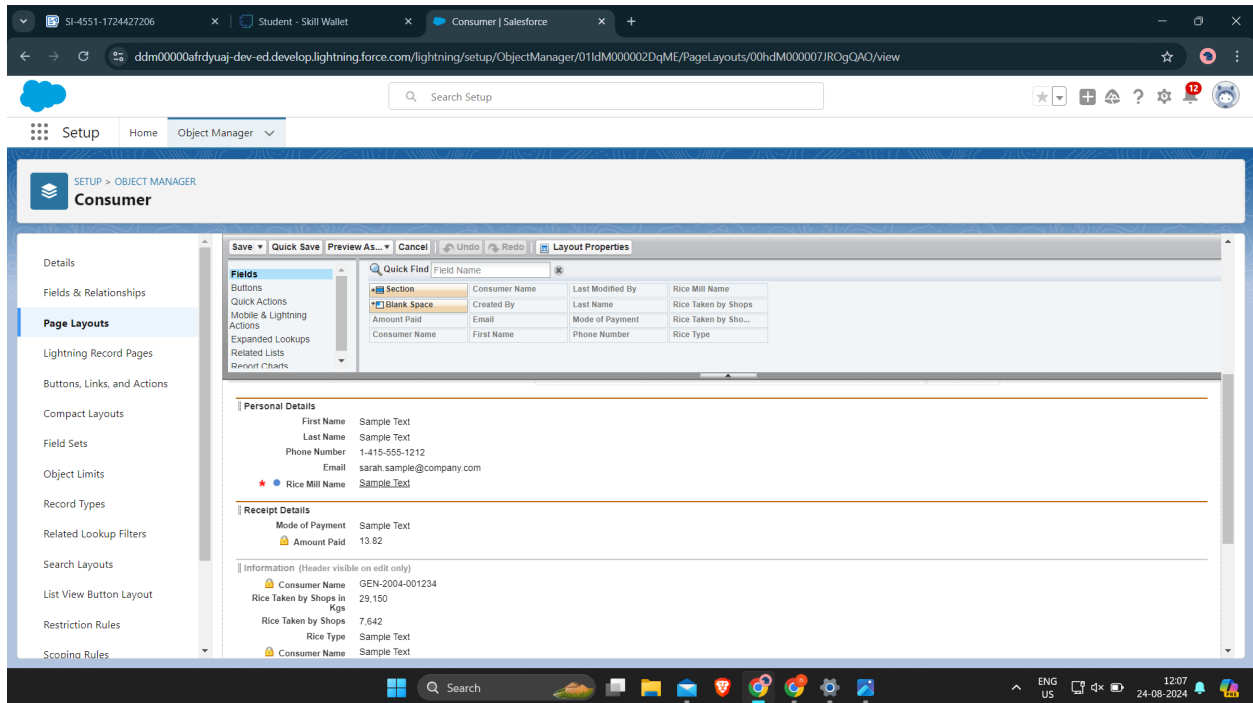 SI-4551-1724427206
Student - Skill Wallet
Consumer | Salesforce
ddm00000afrdyuaj-dev-ed.develop.lightning.force.com/lightning/setup/ObjectManager/01IdM000002DqME/PageLayouts/00hdM000007JROgQAO/view
Search Setup
12
Setup
Home
Object Manager
SETUP > OBJECT MANAGER
Consumer
Details
Fields & Relationships
Page Layouts
Lightning Record Pages
Buttons, Links, and Actions
Compact Layouts
Field Sets
Object Limits
Record Types
Related Lookup Filters
Search Layouts
List View Button Layout
Restriction Rules
Scoping Rules
Save Quick Save Preview As... Cancel Undo Redo Layout Properties
Fields
Buttons
Quick Actions
Mobile & Lightning
Actions
Expanded Lookups
Related Lists
Report Charts
Quick Find Field Name
Section Consumer Name Last Modified By Rice Mill Name
Blank Space Created By Last Name Rice Taken by Shops
Amount Paid Email Mode of Payment Rice Taken by Sho...
Consumer Name First Name Phone Number Rice Type
Personal Details
First Name Sample Text
Last Name Sample Text
Phone Number 1-415-555-1212
Email sarah.sample@company.com
* Rice Mill Name Sample Text
Receipt Details
Mode of Payment Sample Text
Amount Paid 13.82
Information (Header visible on edit only)
Consumer Name GEN-2004-001234
Rice Taken by Shops in 29,150
Kgs
Rice Taken by Shops 7,642
Rice Type Sample Text
Consumer Name Sample Text
Search
ENG
US
12:07
24-08-2024
PRE